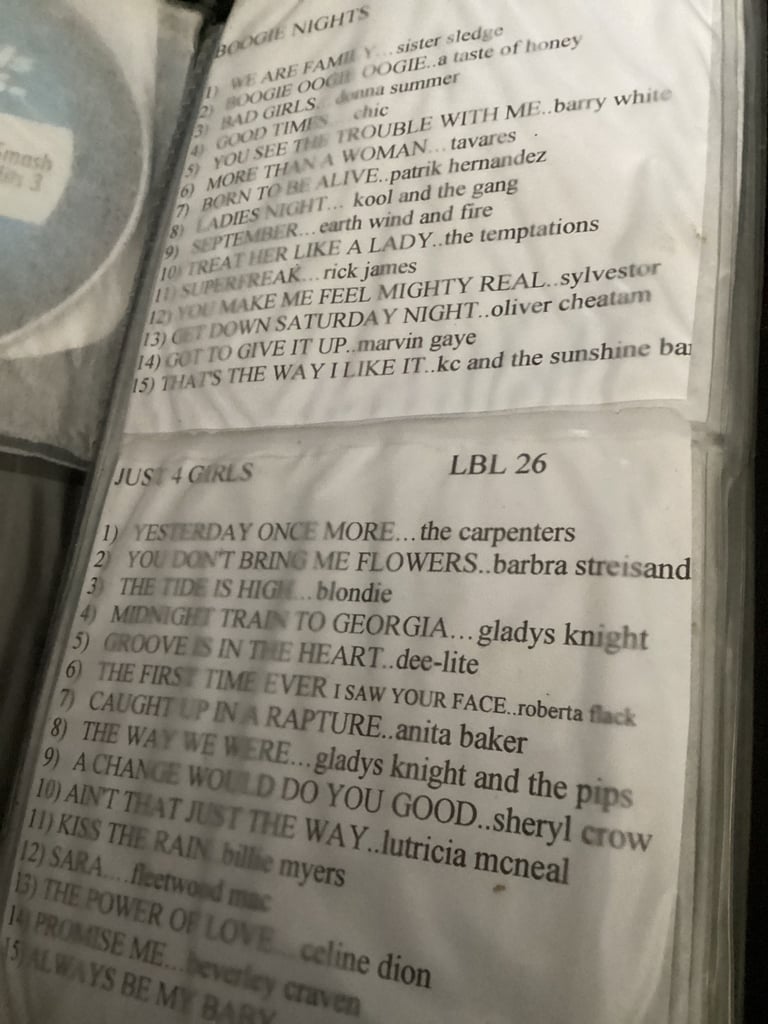 Smash
Hits 3
BOOGIE NIGHTS
1) WE ARE FAMILY...sister sledge
2) BOOGIE OOGIE OOGIE..a taste of honey
3) BAD GIRLS...donna summer
4) GOOD TIMES... chic
5) YOU SEE THE TROUBLE WITH ME..barry white
6) MORE THAN A WOMAN... tavares
7) BORN TO BE ALIVE..patrik hernandez
8) LADIES NIGHT... kool and the gang
9) SEPTEMBER...earth wind and fire
10) TREAT HER LIKE A LADY..the temptations
11) SUPERFREAK...rick james
12) YOU MAKE ME FEEL MIGHTY REAL..sylvestor
13) GET DOWN SATURDAY NIGHT..oliver cheatam
14) GOT TO GIVE IT UP..marvin gaye
15) THAT'S THE WAY I LIKE IT..kc and the sunshine ba
JUST 4 GIRLS LBL 26
1) YESTERDAY ONCE MORE...the carpenters
2) YOU DON'T BRING ME FLOWERS..barbra streisand
3) THE TIDE IS HIGH...blondie
4) MIDNIGHT TRAIN TO GEORGIA...gladys knight
5) GROOVE IS IN THE HEART..dee-lite
6) THE FIRST TIME EVER I SAW YOUR FACE..roberta flack
7) CAUGHT UP IN A RAPTURE..anita baker
8) THE WAY WE WERE...gladys knight and the pips
9) A CHANGE WOULD DO YOU GOOD..sheryl crow
10) AIN'T THAT JUST THE WAY..lutricia mcneal
11) KISS THE RAIN..billie myers
12) SARA....fleetwood mac
13) THE POWER OF LOVE...celine dion
14) PROMISE ME...beverley craven
15) ALWAYS BE MY BABY